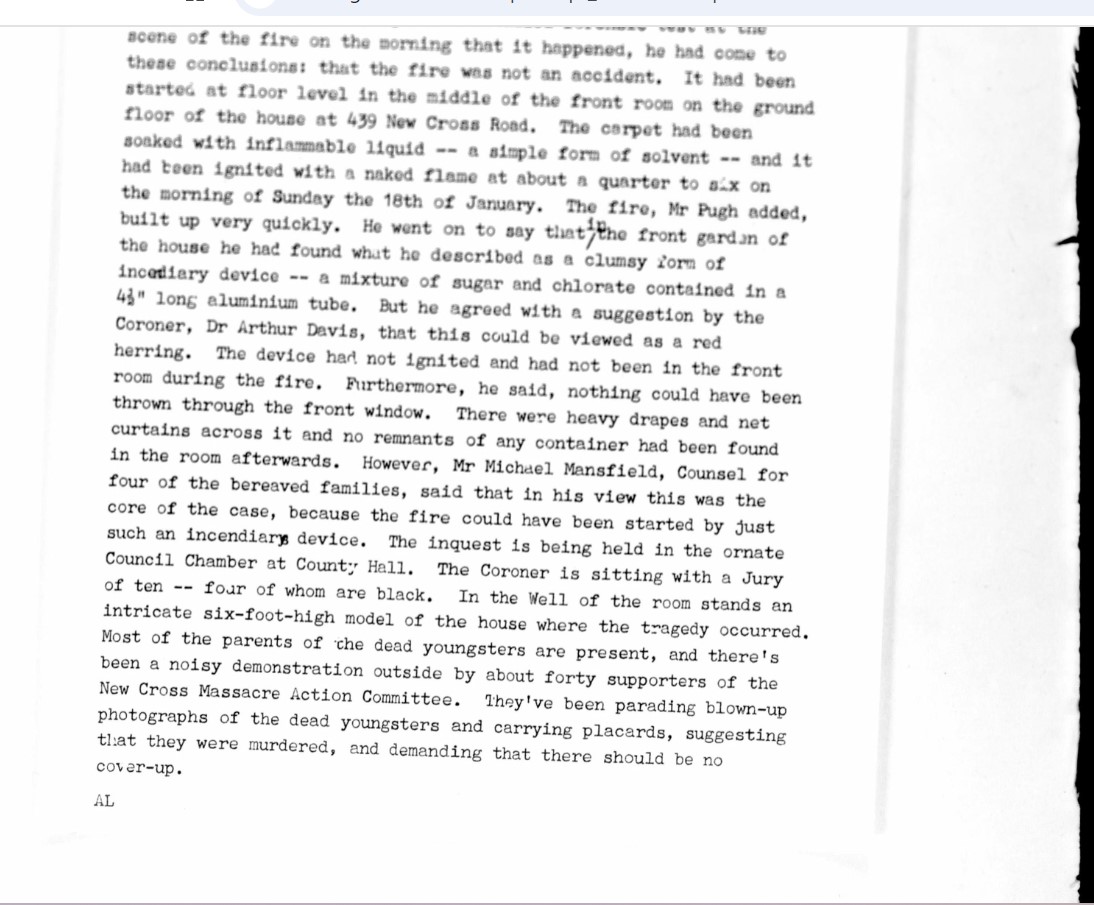 test at the
scene of the fire on the morning that it happened, he had come to
these conclusions: that the fire was not an accident.  It had been
started at floor level in the middle of the front room on the ground
floor of the house at 439 New Cross Road.  The carpet had been
soaked with inflammable liquid -- a simple form of solvent -- and it
had been ignited with a naked flame at about a quarter to six on
the morning of Sunday the 18th of January.  The fire, Mr Pugh added,
built up very quickly.  He went on to say that in the front garden of
the house he had found what he described as a clumsy form of
incediary device -- a mixture of sugar and chlorate contained in a
4½" long aluminium tube.  But he agreed with a suggestion by the
Coroner, Dr Arthur Davis, that this could be viewed as a red
herring.  The device had not ignited and had not been in the front
room during the fire.  Furthermore, he said, nothing could have been
thrown through the front window.  There were heavy drapes and net
curtains across it and no remnants of any container had been found
in the room afterwards.  However, Mr Michael Mansfield, Counsel for
four of the bereaved families, said that in his view this was the
core of the case, because the fire could have been started by just
such an incendiary device.  The inquest is being held in the ornate
Council Chamber at County Hall.  The Coroner is sitting with a Jury
of ten -- four of whom are black.  In the Well of the room stands an
intricate six-foot-high model of the house where the tragedy occurred.
Most of the parents of the dead youngsters are present, and there's
been a noisy demonstration outside by about forty supporters of the
New Cross Massacre Action Committee.  They've been parading blown-up
photographs of the dead youngsters and carrying placards, suggesting
that they were murdered, and demanding that there should be no
cover-up.
AL